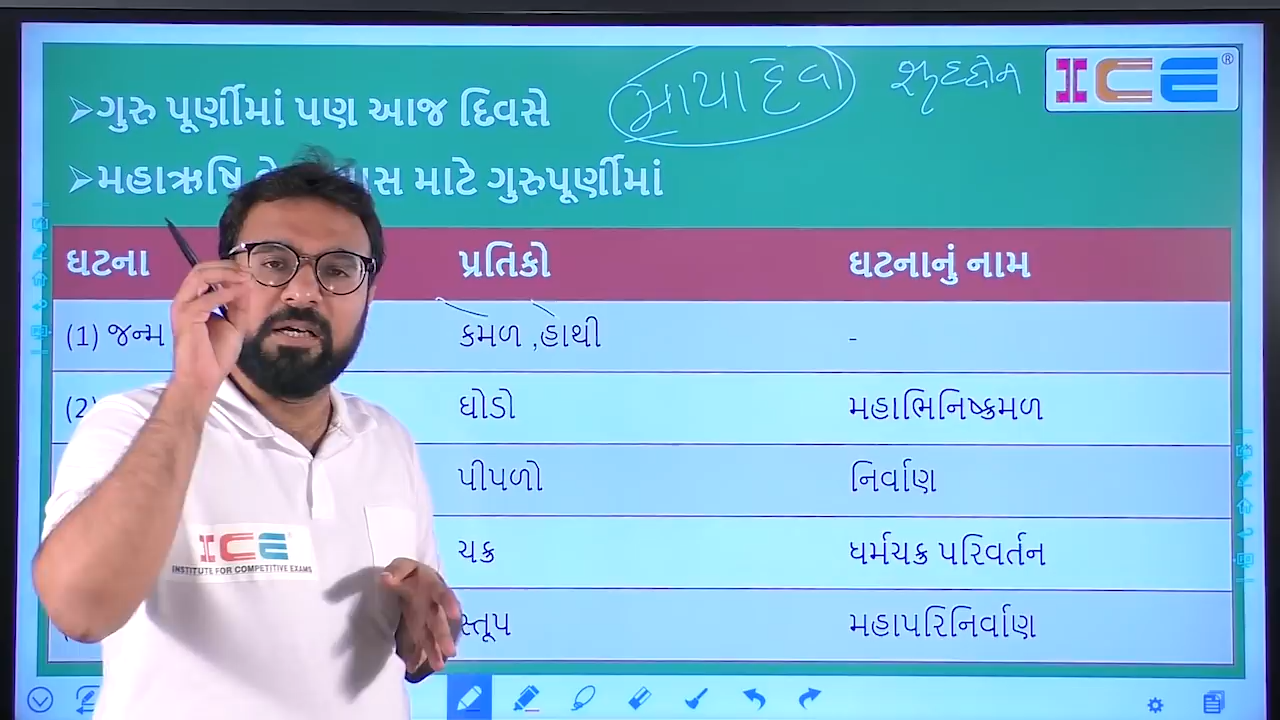 ➢ગુરુ પૂર્ણીમાં પણ આજ દિવસે
માયાદેવી
શુદ્ધોન
ICE®
➢મહાઋષિ માટે ગુરુપૂર્ણીમાં
ઘટના પ્રતિકો ઘટનાનું નામ
(1) જન્મ કમળ ,હાથી -
(2) ઘોડો મહાભિનિષ્ક્રમળ
પીપળો નિર્વાણ
ચક્ર ધર્મચક્ર પરિવર્તન
સ્તૂપ મહાપરિનિર્વાણ
ICE
INSTITUTE FOR COMPETITIVE EXAMS